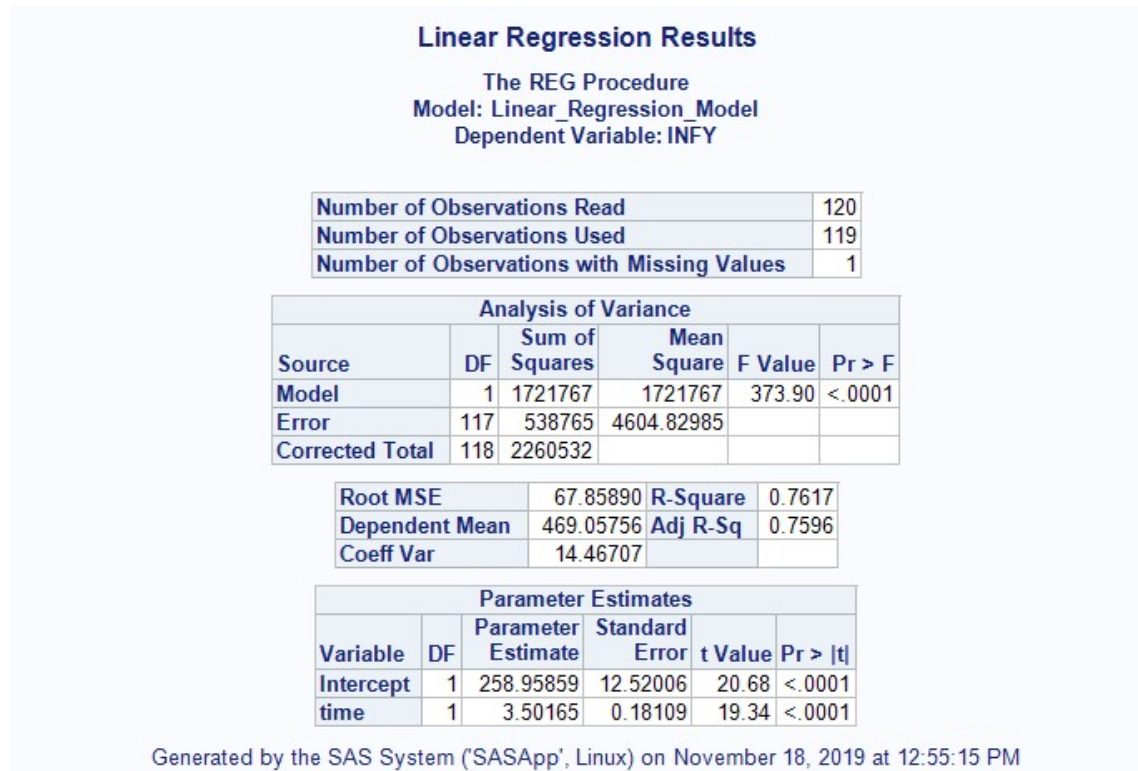 Linear Regression Results
The REG Procedure
Model: Linear_Regression_Model
Dependent Variable: INFY
Number of Observations Read 120
Number of Observations Used 119
Number of Observations with Missing Values 1
Analysis of Variance
Source DF Sum of Squares Mean Square F Value Pr > F
Model 1 1721767 1721767 373.90 <.0001
Error 117 538765 4604.82985
Corrected Total 118 2260532
Root MSE 67.85890 R-Square 0.7617
Dependent Mean 469.05756 Adj R-Sq 0.7596
Coeff Var 14.46707
Parameter Estimates
Variable DF Parameter Estimate Standard Error t Value Pr > |t|
Intercept 1 258.95859 12.52006 20.68 <.0001
time 1 3.50165 0.18109 19.34 <.0001
Generated by the SAS System ('SASApp', Linux) on November 18, 2019 at 12:55:15 PM